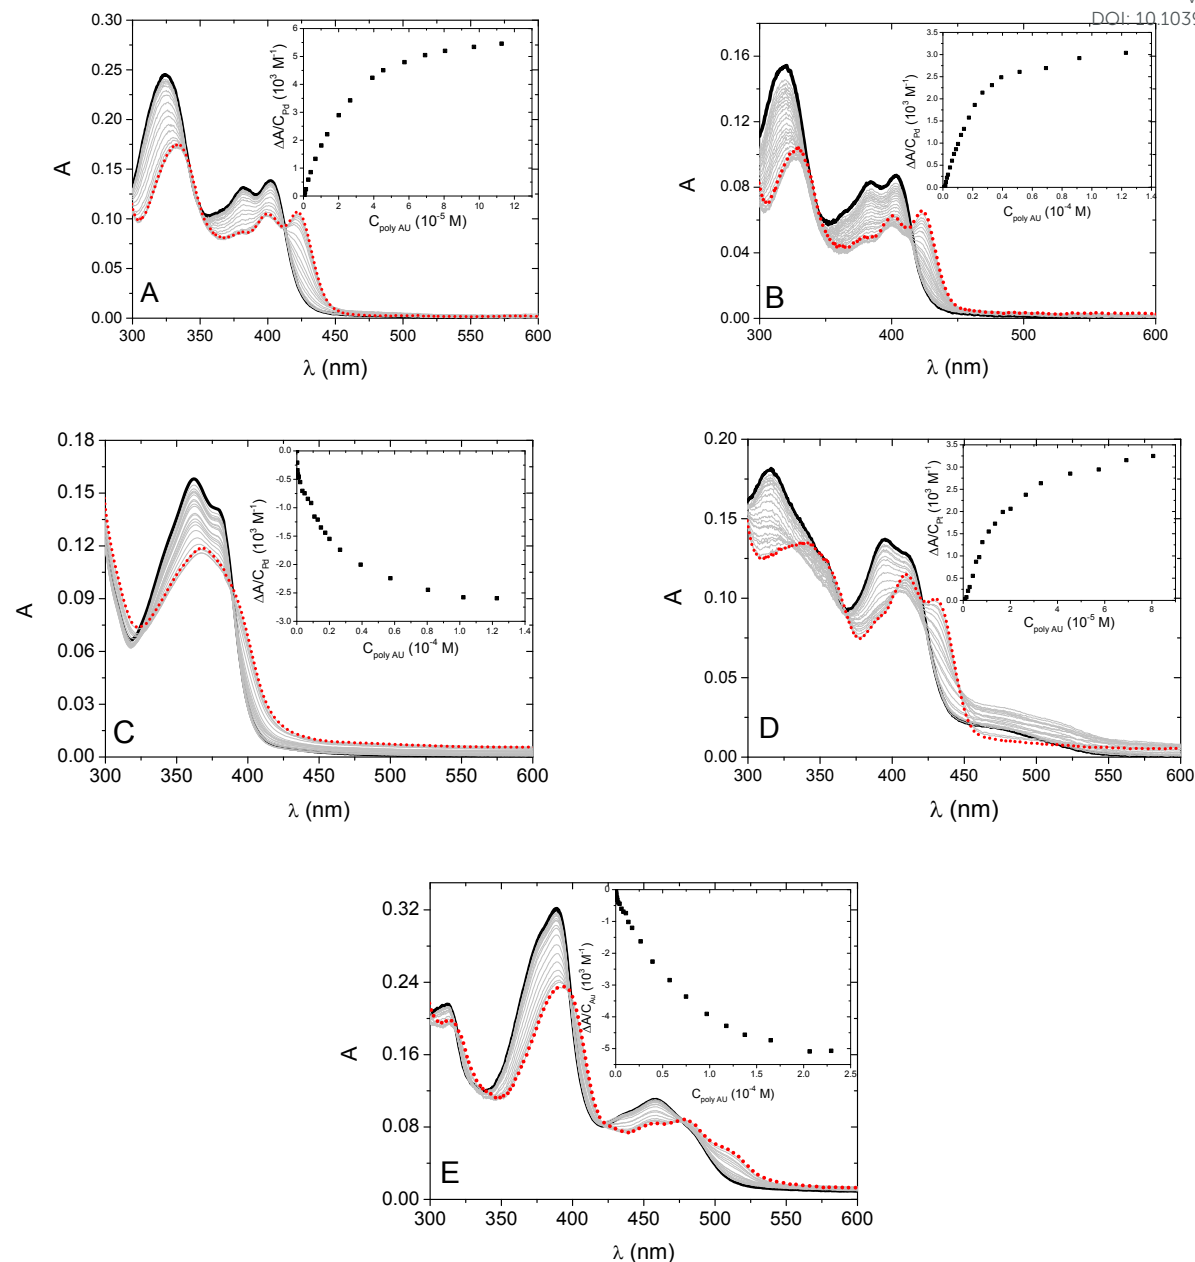 DOI: 10.1039
0.30
0.25
0.20
0.15
0.10
0.05
0.00
A
300 350 400 450 500 550 600
λ (nm)
A
6
5
4
3
2
1
0
ΔA/C_Pd (10³ M⁻¹)
0 2 4 6 8 10 12
C_poly AU (10⁻⁵ M)
0.16
0.12
0.08
0.04
0.00
A
300 400 500 600
λ (nm)
B
3.5
3.0
2.5
2.0
1.5
1.0
0.5
0.0
ΔA/C_Pd (10³ M⁻¹)
0.0 0.2 0.4 0.6 0.8 1.0 1.2 1.4
C_poly AU (10⁻⁴ M)
0.18
0.15
0.12
0.09
0.06
0.03
0.00
A
300 350 400 450 500 550 600
λ (nm)
C
0.0
-0.5
-1.0
-1.5
-2.0
-2.5
-3.0
ΔA/C_Pd (10³ M⁻¹)
0.0 0.2 0.4 0.6 0.8 1.0 1.2 1.4
C_poly AU (10⁻⁴ M)
0.20
0.15
0.10
0.05
0.00
A
300 350 400 450 500 550 600
λ (nm)
D
3.5
3.0
2.5
2.0
1.5
1.0
0.5
0.0
ΔA/C_Pt (10³ M⁻¹)
0 2 4 6 8
C_poly AU (10⁻⁵ M)
0.32
0.24
0.16
0.08
0.00
A
300 350 400 450 500 550 600
λ (nm)
E
0
-1
-2
-3
-4
-5
ΔA/C_Au (10³ M⁻¹)
0.0 0.5 1.0 1.5 2.0 2.5
C_poly AU (10⁻⁴ M)